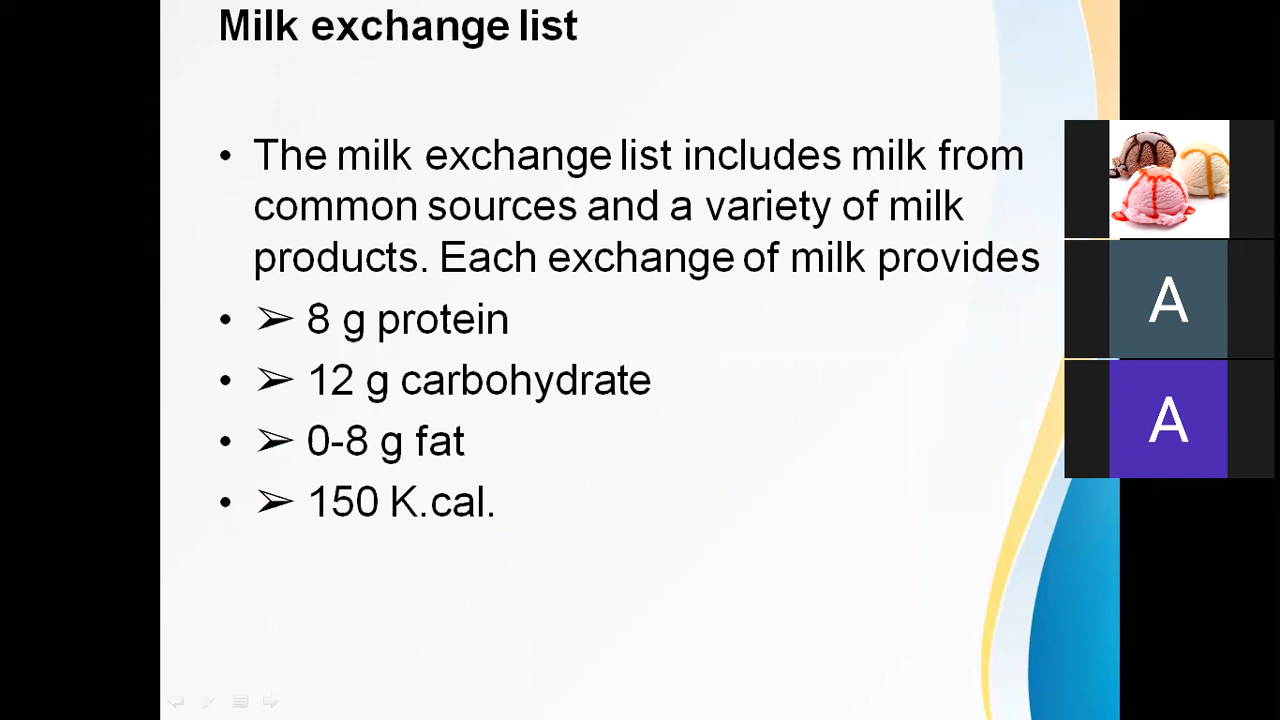 Milk exchange list
• The milk exchange list includes milk from
common sources and a variety of milk
products. Each exchange of milk provides
• ➢ 8 g protein
• ➢ 12 g carbohydrate
• ➢ 0-8 g fat
• ➢ 150 K.cal.
A
A